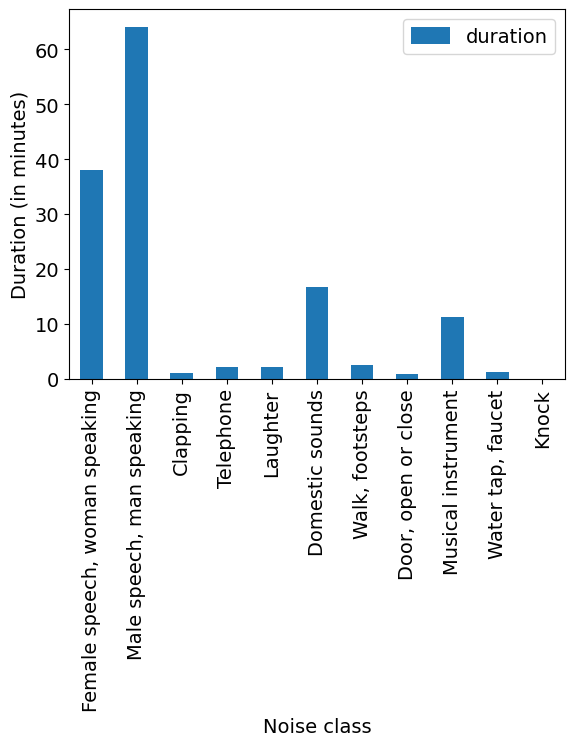 duration
Duration (in minutes)
60
50
40
30
20
10
0
Female speech, woman speaking
Male speech, man speaking
Clapping
Telephone
Laughter
Domestic sounds
Walk, footsteps
Door, open or close
Musical instrument
Water tap, faucet
Knock
Noise class